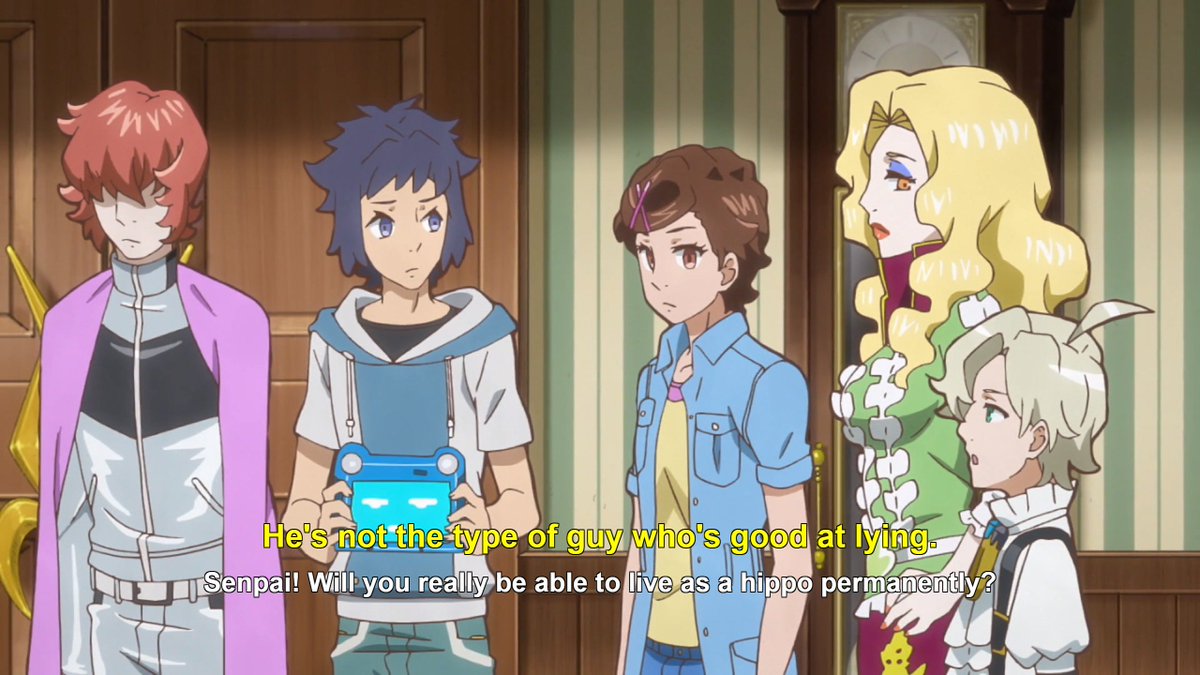 He's not the type of guy who's good at lying.
Senpai! Will you really be able to live as a hippo permanently?